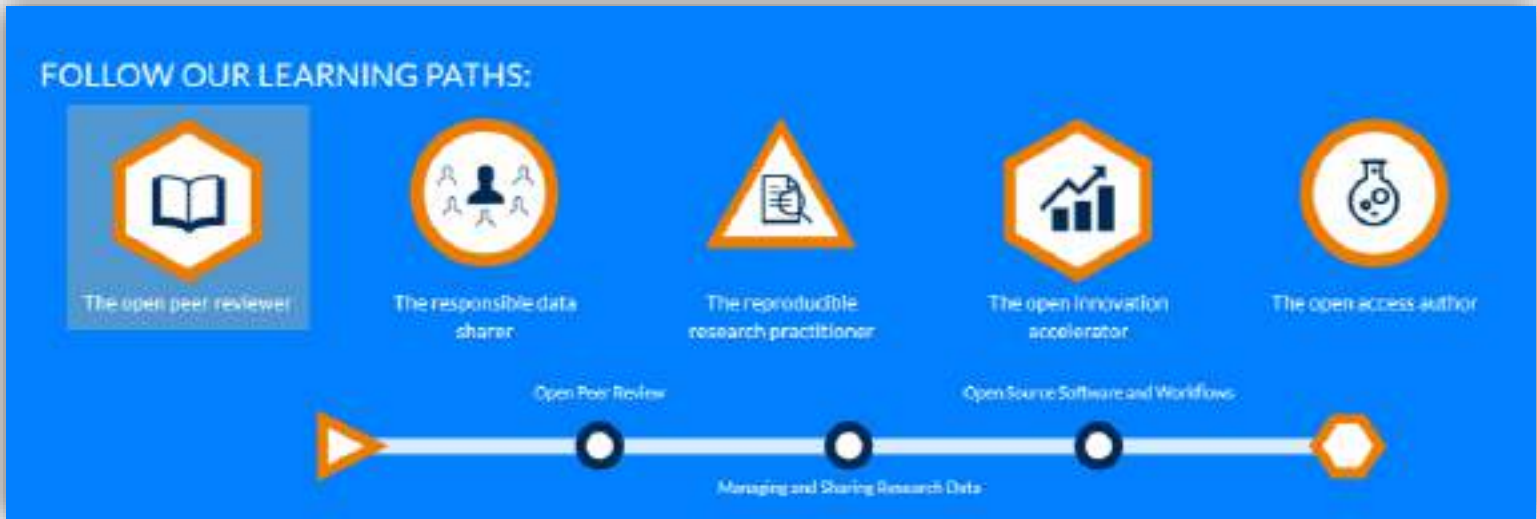 FOLLOW OUR LEARNING PATHS:
The open peer reviewer
The responsible data
sharer
The reproducible
research practitioner
The open innovation
accelerator
The open access author
Open Peer Review
Open Source Software and Workflows
Managing and Sharing Research Data